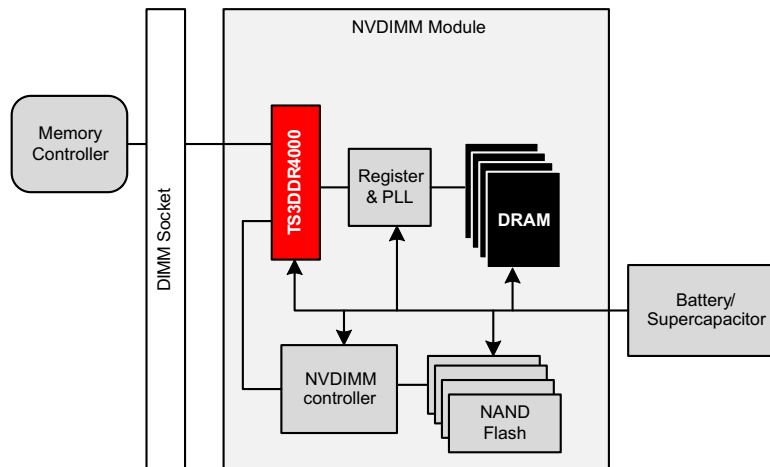 NVDIMM Module
Memory
Controller
DIMM Socket
TS3DDR4000
Register
& PLL
DRAM
Battery/
Supercapacitor
NVDIMM
controller
NAND
Flash